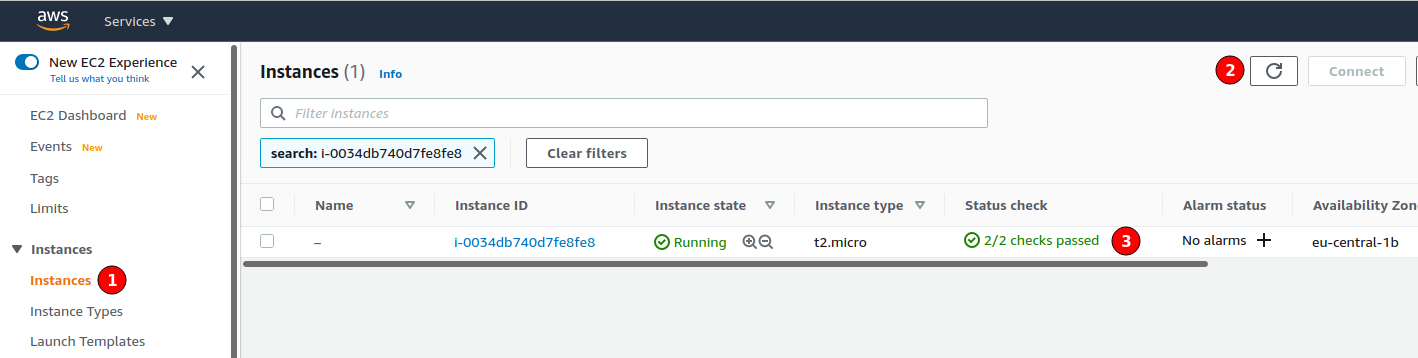 aws Services
New EC2 Experience
Tell us what you think
EC2 Dashboard New
Events New
Tags
Limits
Instances
Instances 1
Instance Types
Launch Templates
Instances (1) Info
2 Connect
Filter instances
search: i-0034db740d7fe8fe8 Clear filters
Name Instance ID Instance state Instance type Status check Alarm status Availability Zon
– i-0034db740d7fe8fe8 Running t2.micro 2/2 checks passed 3 No alarms + eu-central-1b